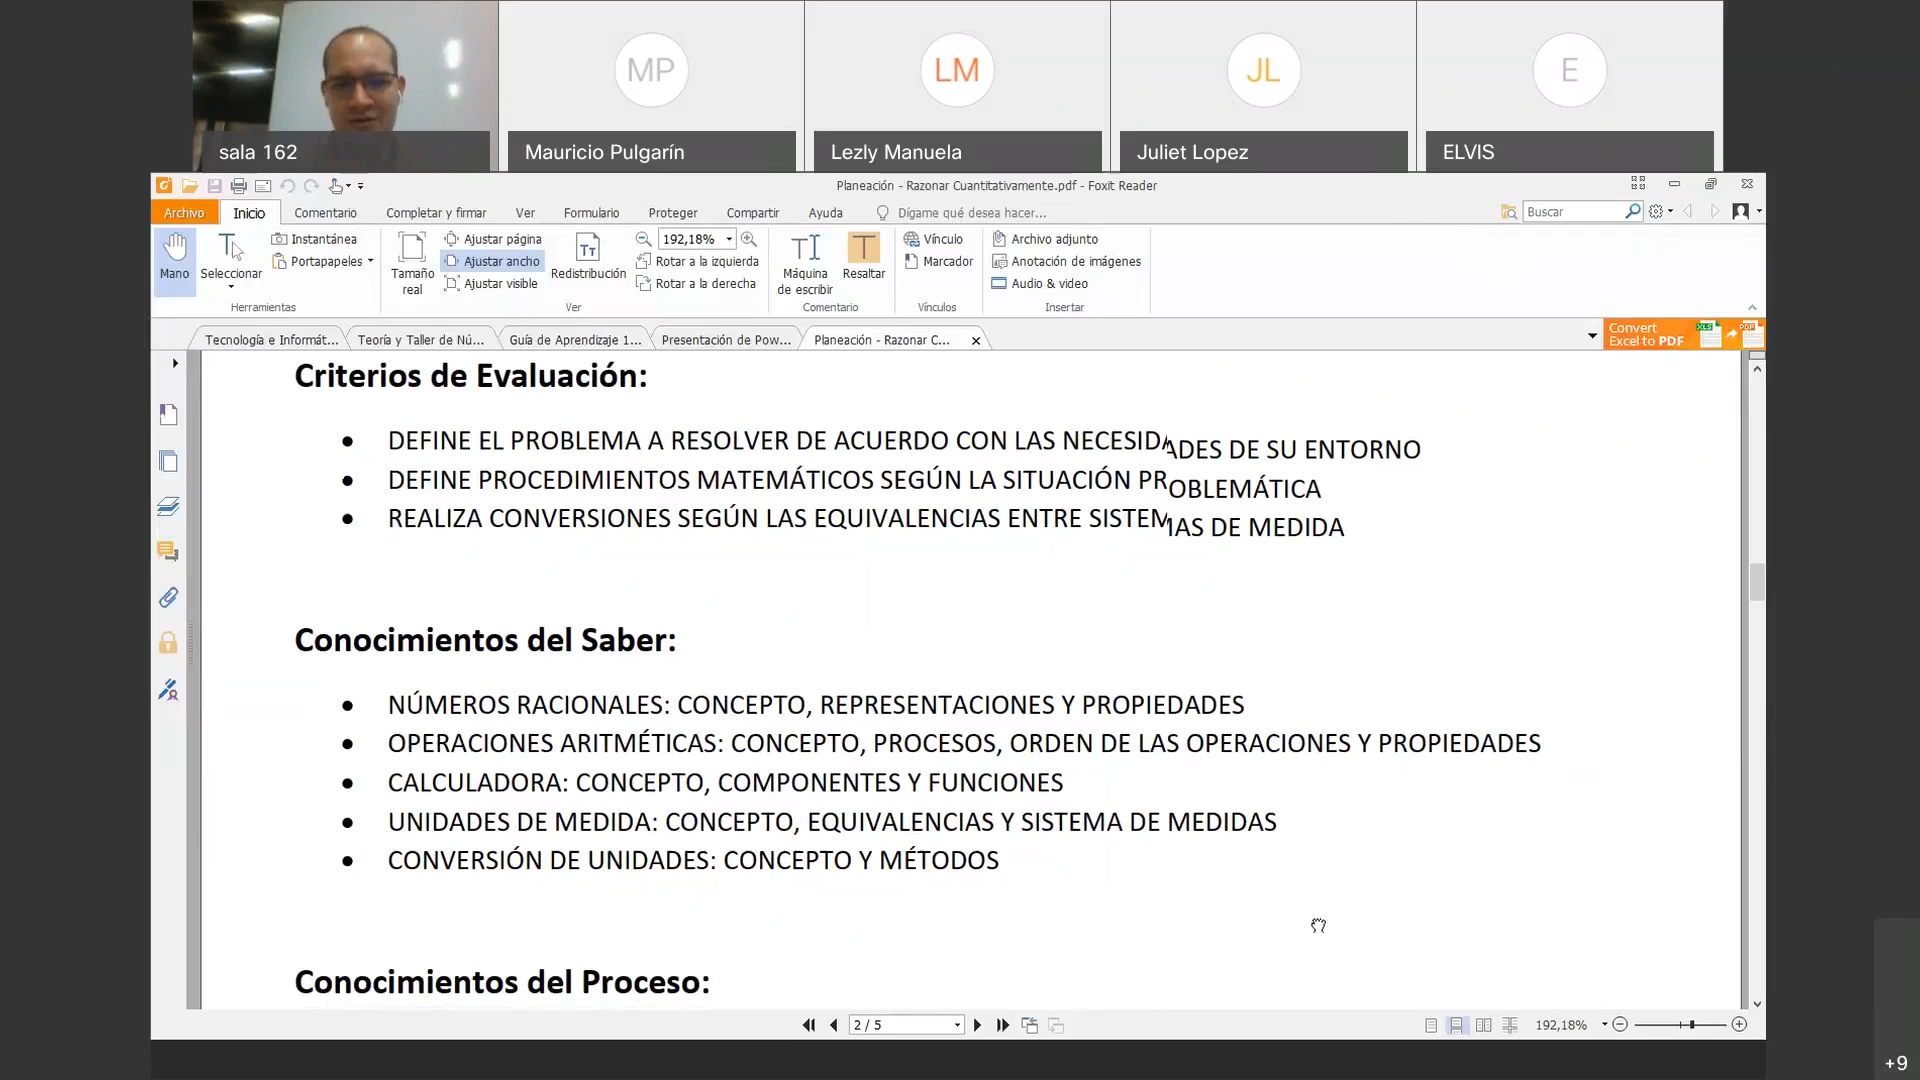 MP
LM
JL
E
sala 162
Mauricio Pulgarín
Lezly Manuela
Juliet Lopez
ELVIS
Planeación - Razonar Cuantitativamente.pdf - Foxit Reader
Archivo Inicio Comentario Completar y firmar Ver Formulario Proteger Compartir Ayuda Dígame qué desea hacer... Buscar
Mano
Seleccionar
Instantánea
Portapapeles
Herramientas
Tamaño real
Ajustar página
Ajustar ancho
Ajustar visible
Redistribución
192,18%
Rotar a la izquierda
Rotar a la derecha
Ver
Máquina de escribir
Resaltar
Comentario
Vínculo
Marcador
Vínculos
Archivo adjunto
Anotación de imágenes
Audio & video
Insertar
Tecnología e Informát... Teoría y Taller de Nú... Guía de Aprendizaje 1... Presentación de Pow... Planeación - Razonar C...
Convert
Excel to PDF
XLS
PDF
Criterios de Evaluación:
• DEFINE EL PROBLEMA A RESOLVER DE ACUERDO CON LAS NECESIDADES DE SU ENTORNO
• DEFINE PROCEDIMIENTOS MATEMÁTICOS SEGÚN LA SITUACIÓN PROBLEMÁTICA
• REALIZA CONVERSIONES SEGÚN LAS EQUIVALENCIAS ENTRE SISTEMAS DE MEDIDA
Conocimientos del Saber:
• NÚMEROS RACIONALES: CONCEPTO, REPRESENTACIONES Y PROPIEDADES
• OPERACIONES ARITMÉTICAS: CONCEPTO, PROCESOS, ORDEN DE LAS OPERACIONES Y PROPIEDADES
• CALCULADORA: CONCEPTO, COMPONENTES Y FUNCIONES
• UNIDADES DE MEDIDA: CONCEPTO, EQUIVALENCIAS Y SISTEMA DE MEDIDAS
• CONVERSIÓN DE UNIDADES: CONCEPTO Y MÉTODOS
Conocimientos del Proceso:
2 / 5
192,18%
+9